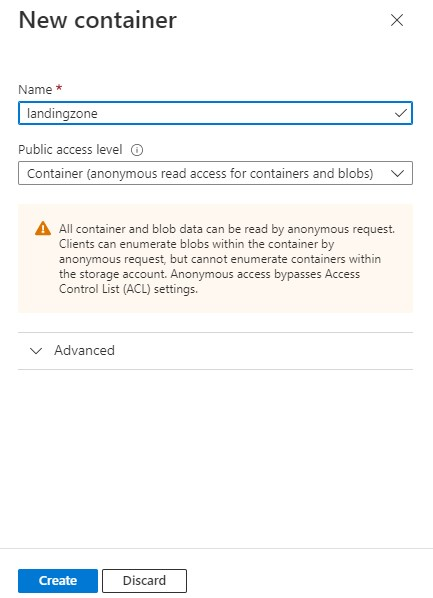 New container
Name *
landingzone
Public access level
Container (anonymous read access for containers and blobs)
All container and blob data can be read by anonymous request.
Clients can enumerate blobs within the container by
anonymous request, but cannot enumerate containers within
the storage account. Anonymous access bypasses Access
Control List (ACL) settings.
Advanced
Create Discard